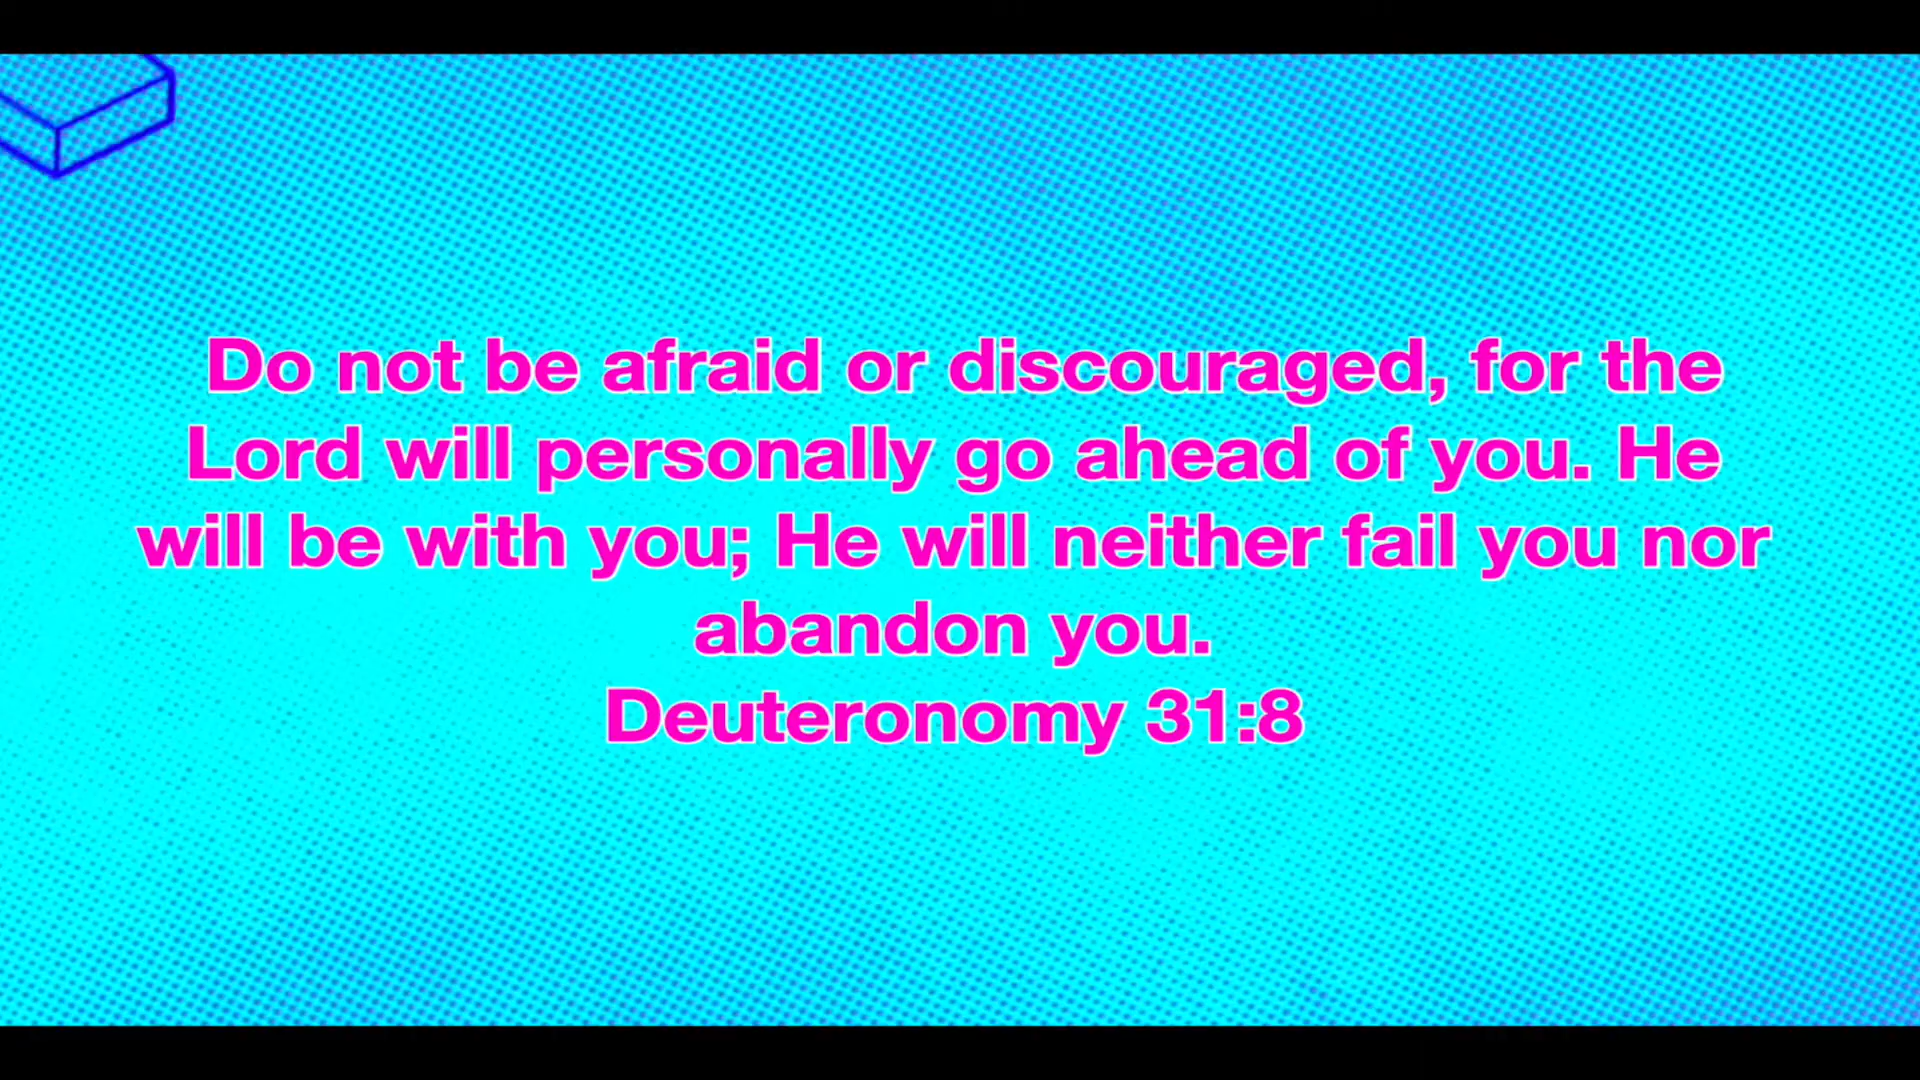 Do not be afraid or discouraged, for the
Lord will personally go ahead of you. He
will be with you; He will neither fail you nor
abandon you.
Deuteronomy 31:8